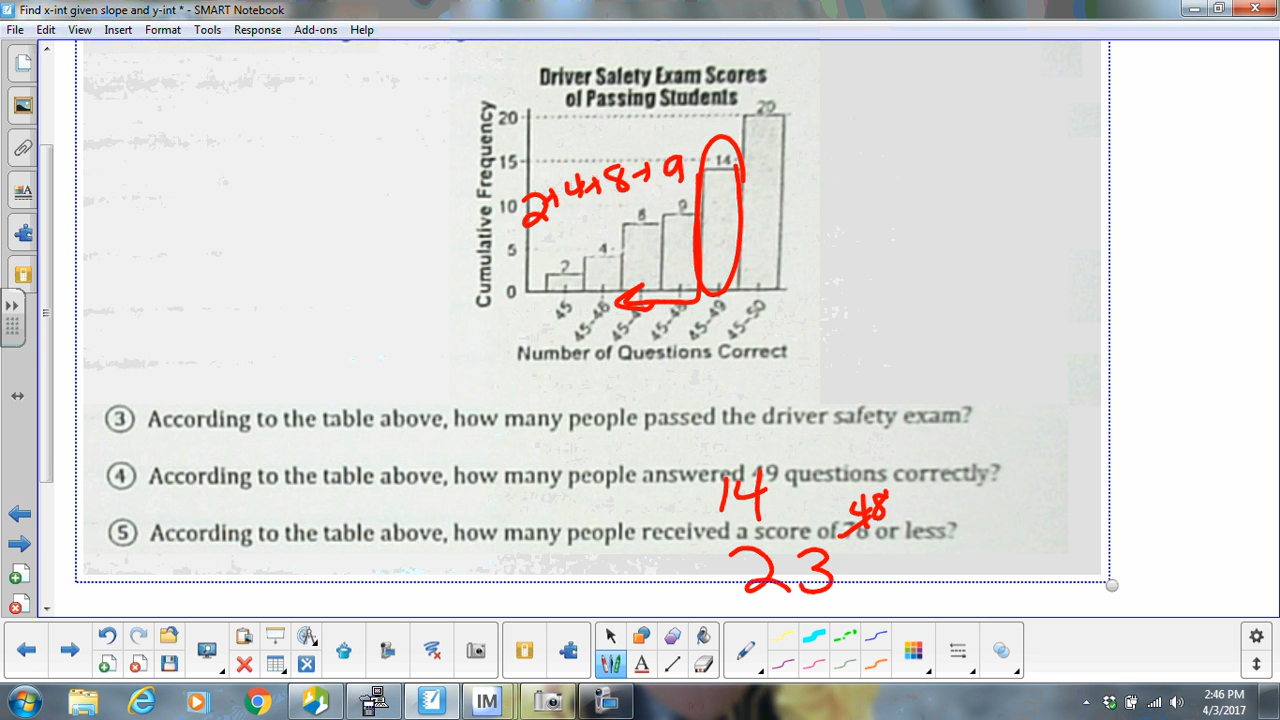 Find x-int given slope and y-int * - SMART Notebook
File Edit View Insert Format Tools Response Add-ons Help
Driver Safety Exam Scores
of Passing Students
Cumulative Frequency
20
15
10
5
0
2
4
8
9
14
20
2+4+8+9
45
45-46
45-4
45-48
45-49
45-50
Number of Questions Correct
③ According to the table above, how many people passed the driver safety exam?
④ According to the table above, how many people answered 49 questions correctly?
14
48
⑤ According to the table above, how many people received a score of 78 or less?
23
A
IM
2:46 PM
4/3/2017